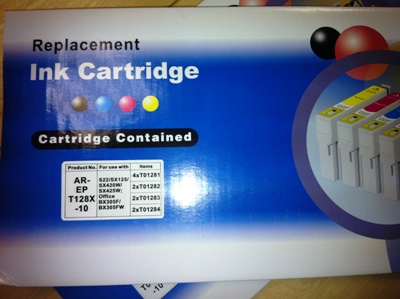 Replacement
Ink Cartridge
Cartridge Contained
Product No. For use with Items
AR-EP T128X-10
S22/SX125/
SX420W/
SX425W;
Office
BX305F/
BX305FW
4xT01281
2xT01282
2xT01283
2xT01284